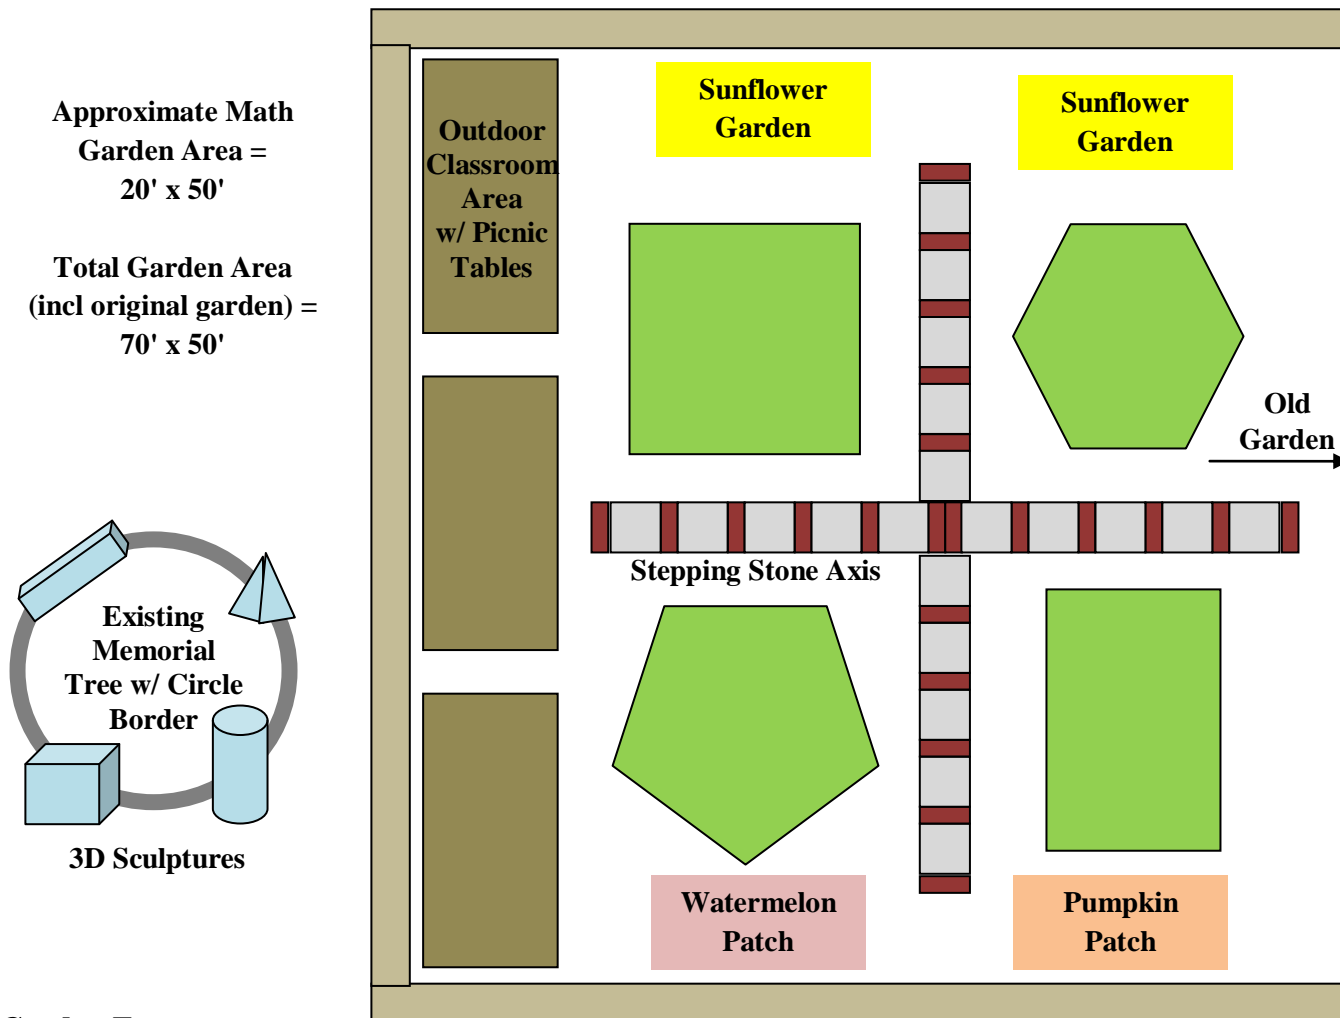 Approximate Math
Garden Area =
20' x 50'
Total Garden Area
(incl original garden) =
70' x 50'
Outdoor
Classroom
Area
w/ Picnic
Tables
Sunflower
Garden
Sunflower
Garden
Old
Garden
Stepping Stone Axis
Existing
Memorial
Tree w/ Circle
Border
3D Sculptures
Watermelon
Patch
Pumpkin
Patch